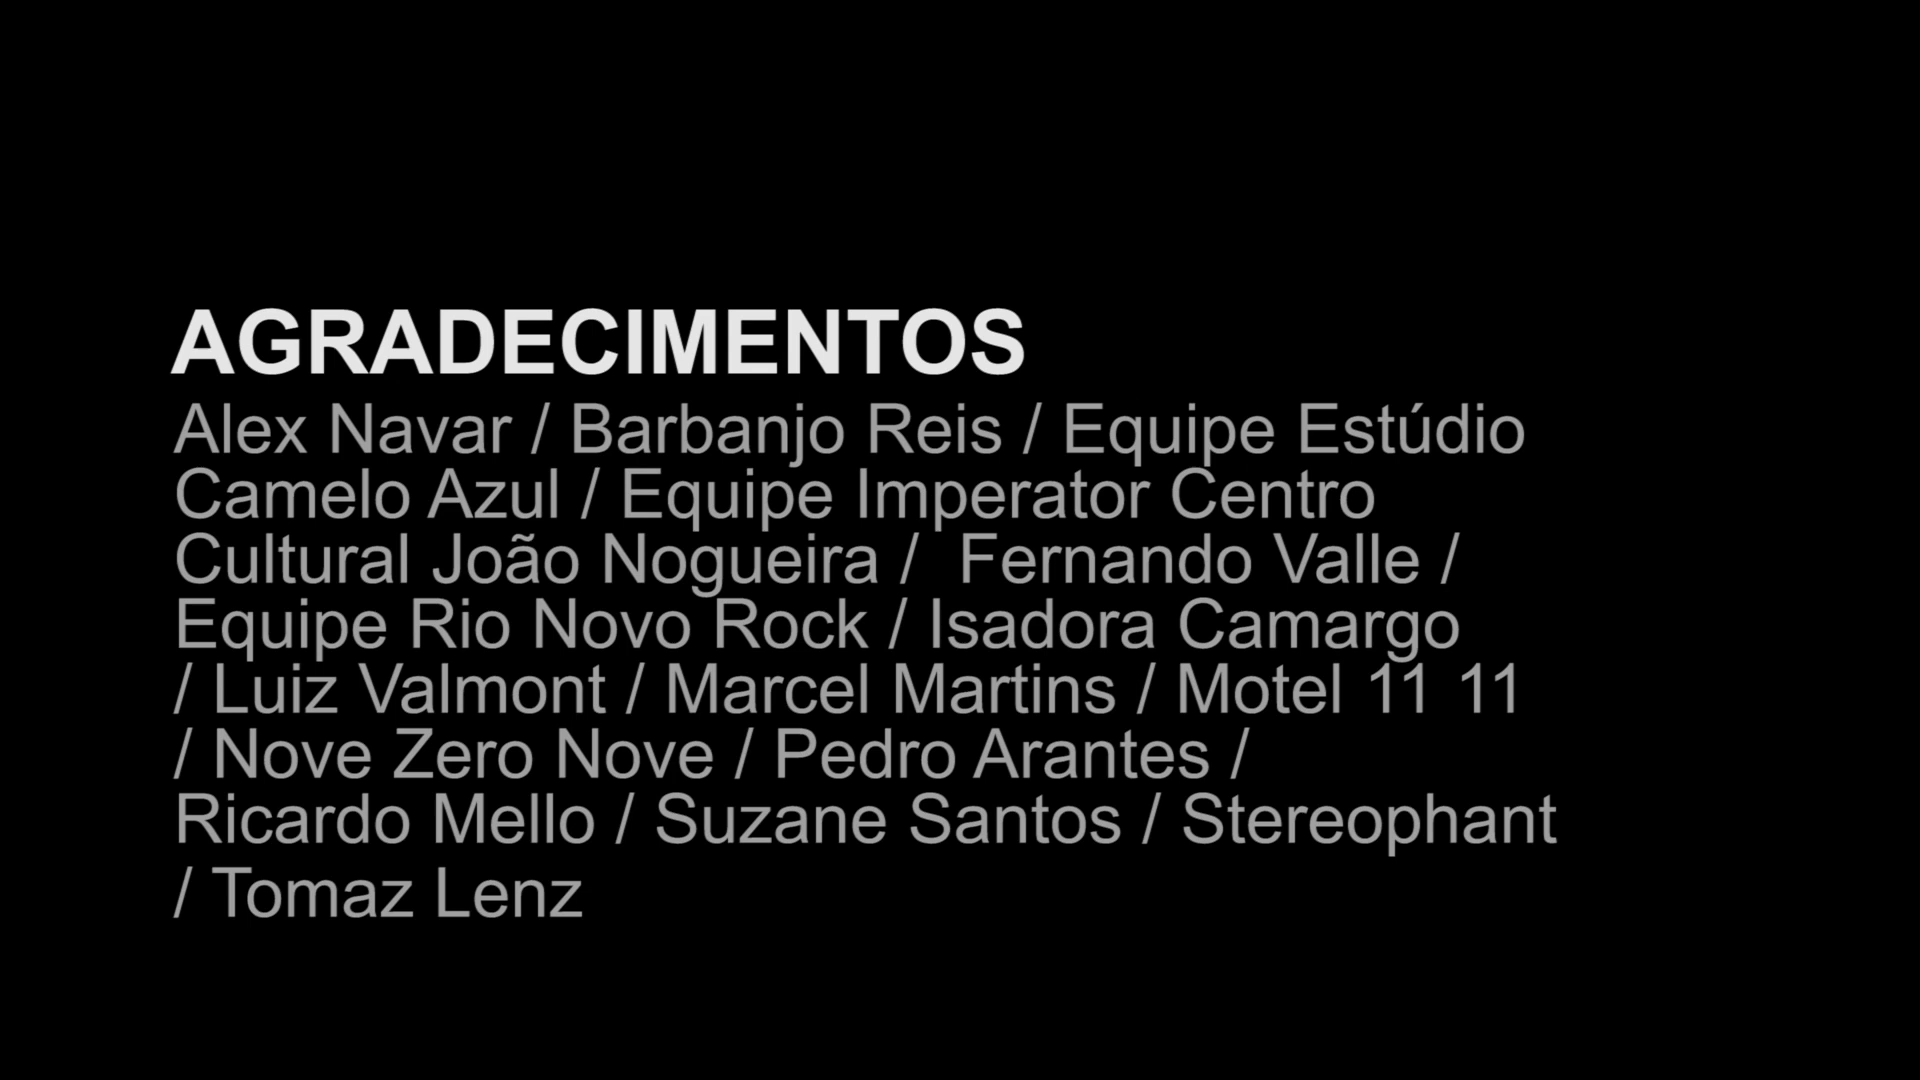 AGRADECIMENTOS
Alex Navar / Barbanjo Reis / Equipe Estúdio
Camelo Azul / Equipe Imperator Centro
Cultural João Nogueira /  Fernando Valle /
Equipe Rio Novo Rock / Isadora Camargo
/ Luiz Valmont / Marcel Martins / Motel 11 11
/ Nove Zero Nove / Pedro Arantes /
Ricardo Mello / Suzane Santos / Stereophant
/ Tomaz Lenz